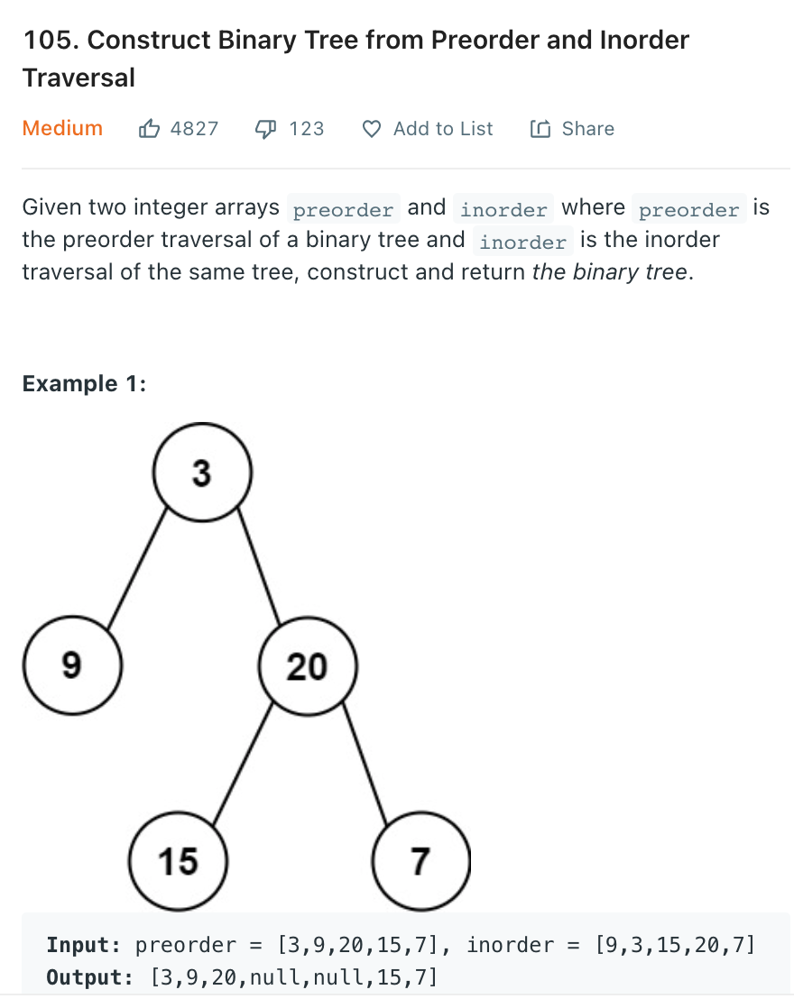 105. Construct Binary Tree from Preorder and Inorder
Traversal
Medium 4827 123 Add to List Share
Given two integer arrays preorder and inorder where preorder is
the preorder traversal of a binary tree and inorder is the inorder
traversal of the same tree, construct and return the binary tree.
Example 1:
3
9 20
15 7
Input: preorder = [3,9,20,15,7], inorder = [9,3,15,20,7]
Output: [3,9,20,null,null,15,7]